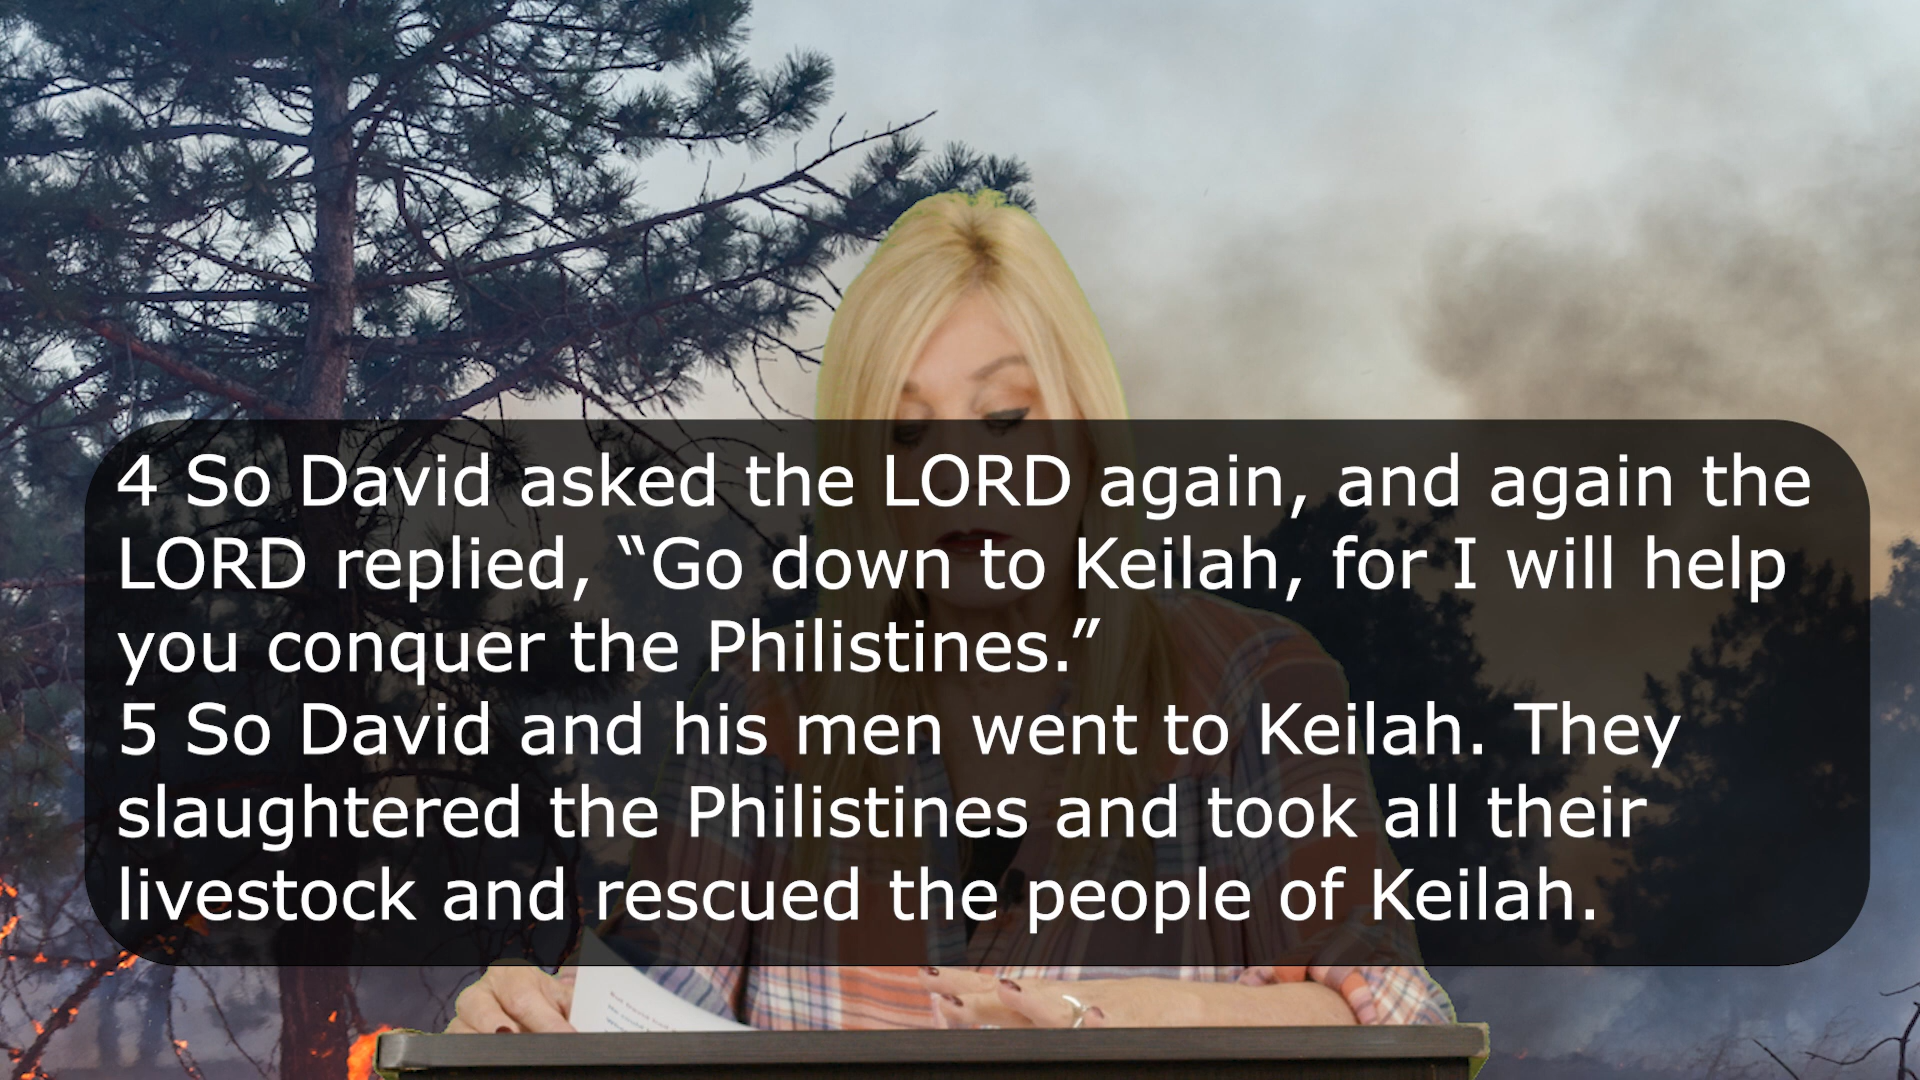 4 So David asked the LORD again, and again the
LORD replied, “Go down to Keilah, for I will help
you conquer the Philistines.”
5 So David and his men went to Keilah. They
slaughtered the Philistines and took all their
livestock and rescued the people of Keilah.